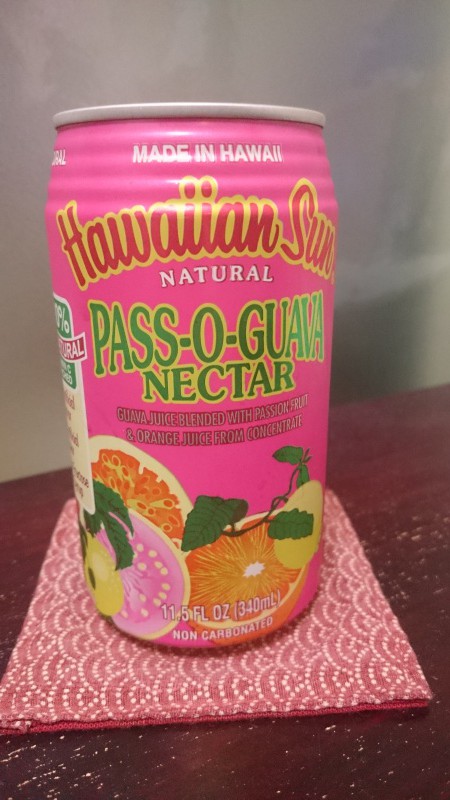 MADE IN HAWAII
Hawaiian Sun
NATURAL
PASS-O-GUAVA
NECTAR
GUAVA JUICE BLENDED WITH PASSION FRUIT
& ORANGE JUICE FROM CONCENTRATE
11.5 FL OZ (340mL)
NON CARBONATED